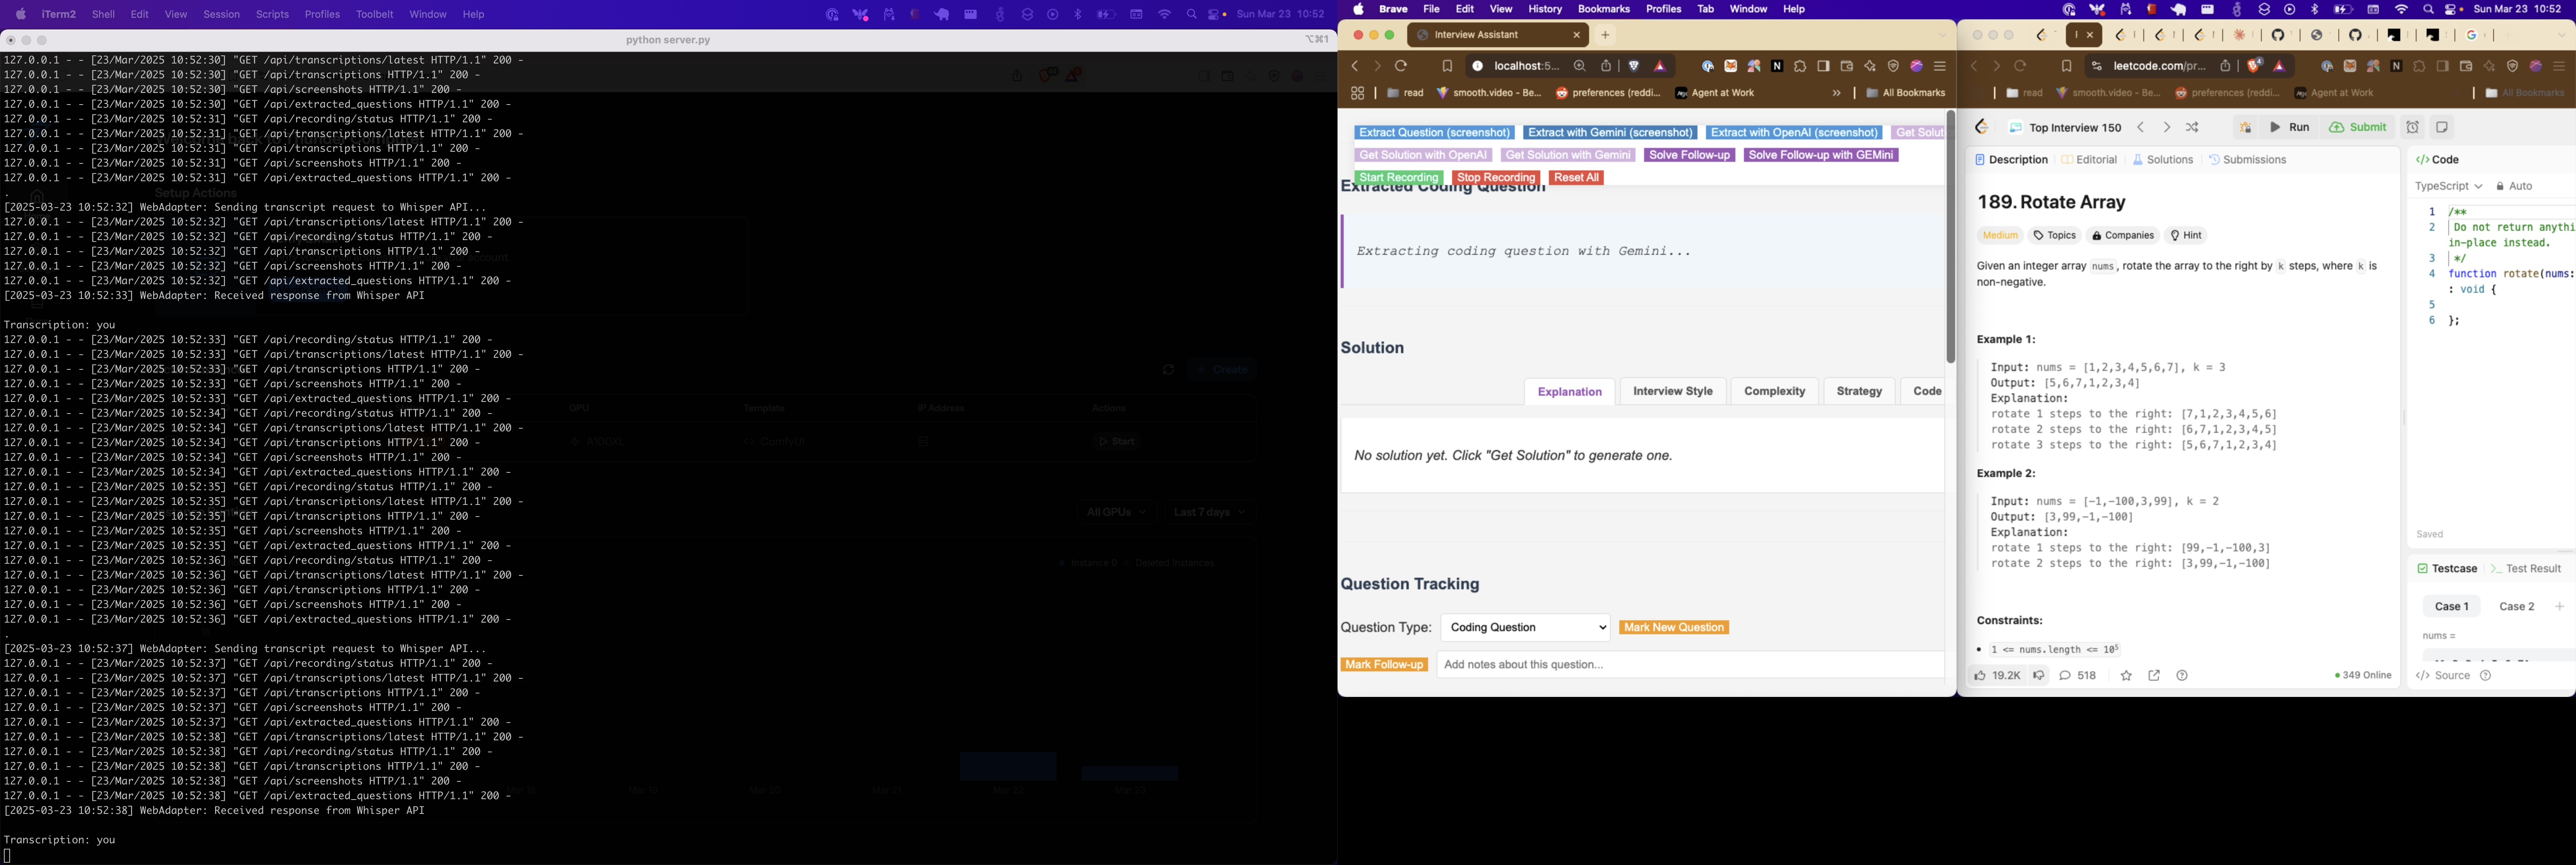 iTerm2 Shell Edit View Session Scripts Profiles Toolbelt Window Help Sun Mar 23 10:52
python server.py ⌥⌘1
127.0.0.1 - - [23/Mar/2025 10:52:30] "GET /api/transcriptions/latest HTTP/1.1" 200 -
127.0.0.1 - - [23/Mar/2025 10:52:30] "GET /api/transcriptions HTTP/1.1" 200 -
127.0.0.1 - - [23/Mar/2025 10:52:30] "GET /api/screenshots HTTP/1.1" 200 -
127.0.0.1 - - [23/Mar/2025 10:52:30] "GET /api/extracted_questions HTTP/1.1" 200 -
127.0.0.1 - - [23/Mar/2025 10:52:31] "GET /api/recording/status HTTP/1.1" 200 -
127.0.0.1 - - [23/Mar/2025 10:52:31] "GET /api/transcriptions/latest HTTP/1.1" 200 -
127.0.0.1 - - [23/Mar/2025 10:52:31] "GET /api/transcriptions HTTP/1.1" 200 -
127.0.0.1 - - [23/Mar/2025 10:52:31] "GET /api/screenshots HTTP/1.1" 200 -
127.0.0.1 - - [23/Mar/2025 10:52:31] "GET /api/extracted_questions HTTP/1.1" 200 -
.
Setup Actions
[2025-03-23 10:52:32] WebAdapter: Sending transcript request to Whisper API...
127.0.0.1 - - [23/Mar/2025 10:52:32] "GET /api/transcriptions/latest HTTP/1.1" 200 -
127.0.0.1 - - [23/Mar/2025 10:52:32] "GET /api/recording/status HTTP/1.1" 200 -
127.0.0.1 - - [23/Mar/2025 10:52:32] "GET /api/transcriptions HTTP/1.1" 200 -
127.0.0.1 - - [23/Mar/2025 10:52:32] "GET /api/screenshots HTTP/1.1" 200 -
127.0.0.1 - - [23/Mar/2025 10:52:32] "GET /api/extracted_questions HTTP/1.1" 200 -
[2025-03-23 10:52:33] WebAdapter: Received response from Whisper API
Transcription: you
127.0.0.1 - - [23/Mar/2025 10:52:33] "GET /api/recording/status HTTP/1.1" 200 -
127.0.0.1 - - [23/Mar/2025 10:52:33] "GET /api/transcriptions/latest HTTP/1.1" 200 -
127.0.0.1 - - [23/Mar/2025 10:52:33] "GET /api/transcriptions HTTP/1.1" 200 -
127.0.0.1 - - [23/Mar/2025 10:52:33] "GET /api/screenshots HTTP/1.1" 200 -
127.0.0.1 - - [23/Mar/2025 10:52:33] "GET /api/extracted_questions HTTP/1.1" 200 -
127.0.0.1 - - [23/Mar/2025 10:52:34] "GET /api/recording/status HTTP/1.1" 200 -
127.0.0.1 - - [23/Mar/2025 10:52:34] "GET /api/transcriptions/latest HTTP/1.1" 200 -
127.0.0.1 - - [23/Mar/2025 10:52:34] "GET /api/transcriptions HTTP/1.1" 200 -
127.0.0.1 - - [23/Mar/2025 10:52:34] "GET /api/screenshots HTTP/1.1" 200 -
127.0.0.1 - - [23/Mar/2025 10:52:34] "GET /api/extracted_questions HTTP/1.1" 200 -
127.0.0.1 - - [23/Mar/2025 10:52:35] "GET /api/recording/status HTTP/1.1" 200 -
127.0.0.1 - - [23/Mar/2025 10:52:35] "GET /api/transcriptions/latest HTTP/1.1" 200 -
127.0.0.1 - - [23/Mar/2025 10:52:35] "GET /api/transcriptions HTTP/1.1" 200 -
127.0.0.1 - - [23/Mar/2025 10:52:35] "GET /api/screenshots HTTP/1.1" 200 -
127.0.0.1 - - [23/Mar/2025 10:52:35] "GET /api/extracted_questions HTTP/1.1" 200 -
127.0.0.1 - - [23/Mar/2025 10:52:36] "GET /api/recording/status HTTP/1.1" 200 -
127.0.0.1 - - [23/Mar/2025 10:52:36] "GET /api/transcriptions/latest HTTP/1.1" 200 -
127.0.0.1 - - [23/Mar/2025 10:52:36] "GET /api/transcriptions HTTP/1.1" 200 -
127.0.0.1 - - [23/Mar/2025 10:52:36] "GET /api/screenshots HTTP/1.1" 200 -
127.0.0.1 - - [23/Mar/2025 10:52:36] "GET /api/extracted_questions HTTP/1.1" 200 -
.
[2025-03-23 10:52:37] WebAdapter: Sending transcript request to Whisper API...
127.0.0.1 - - [23/Mar/2025 10:52:37] "GET /api/recording/status HTTP/1.1" 200 -
127.0.0.1 - - [23/Mar/2025 10:52:37] "GET /api/transcriptions/latest HTTP/1.1" 200 -
127.0.0.1 - - [23/Mar/2025 10:52:37] "GET /api/transcriptions HTTP/1.1" 200 -
127.0.0.1 - - [23/Mar/2025 10:52:37] "GET /api/screenshots HTTP/1.1" 200 -
127.0.0.1 - - [23/Mar/2025 10:52:37] "GET /api/extracted_questions HTTP/1.1" 200 -
127.0.0.1 - - [23/Mar/2025 10:52:38] "GET /api/transcriptions/latest HTTP/1.1" 200 -
127.0.0.1 - - [23/Mar/2025 10:52:38] "GET /api/recording/status HTTP/1.1" 200 -
127.0.0.1 - - [23/Mar/2025 10:52:38] "GET /api/transcriptions HTTP/1.1" 200 -
127.0.0.1 - - [23/Mar/2025 10:52:38] "GET /api/screenshots HTTP/1.1" 200 -
127.0.0.1 - - [23/Mar/2025 10:52:38] "GET /api/extracted_questions HTTP/1.1" 200 -
[2025-03-23 10:52:38] WebAdapter: Received response from Whisper API
Transcription: you
Create
GPU Template IP Address Actions
A100XL ComfyUI Start
All GPUs Last 7 days
Instance 0 Deleted Instances
Mar 19 Mar 20 Mar 21 Mar 22 Mar 23
Brave File Edit View History Bookmarks Profiles Tab Window Help Sun Mar 23 10:52
Interview Assistant
localhost:5...
read smooth.video - Be... preferences (reddi... Agent at Work » All Bookmarks
Extract Question (screenshot) Extract with Gemini (screenshot) Extract with OpenAI (screenshot) Get Solut
Get Solution with OpenAI Get Solution with Gemini Solve Follow-up Solve Follow-up with GEMini
Start Recording Stop Recording Reset All
Extracted Coding Question
Extracting coding question with Gemini...
Solution
Explanation Interview Style Complexity Strategy Code
No solution yet. Click "Get Solution" to generate one.
Question Tracking
Question Type: Coding Question Mark New Question
Mark Follow-up Add notes about this question...
leetcode.com/pr...
read smooth.video - Be... preferences (reddi... Agent at Work All Bookmarks
Top Interview 150 Run Submit
Description Editorial Solutions Submissions
189. Rotate Array
Medium Topics Companies Hint
Given an integer array nums, rotate the array to the right by k steps, where k is
non-negative.
Example 1:
Input: nums = [1,2,3,4,5,6,7], k = 3
Output: [5,6,7,1,2,3,4]
Explanation:
rotate 1 steps to the right: [7,1,2,3,4,5,6]
rotate 2 steps to the right: [6,7,1,2,3,4,5]
rotate 3 steps to the right: [5,6,7,1,2,3,4]
Example 2:
Input: nums = [-1,-100,3,99], k = 2
Output: [3,99,-1,-100]
Explanation:
rotate 1 steps to the right: [99,-1,-100,3]
rotate 2 steps to the right: [3,99,-1,-100]
Constraints:
• 1 <= nums.length <= 10⁵
19.2K 518 349 Online
</> Code
TypeScript Auto
1 /**
2 Do not return anythi
in-place instead.
3 */
4 function rotate(nums:
: void {
5
6 };
Saved
Testcase Test Result
Case 1 Case 2 +
nums =
</> Source